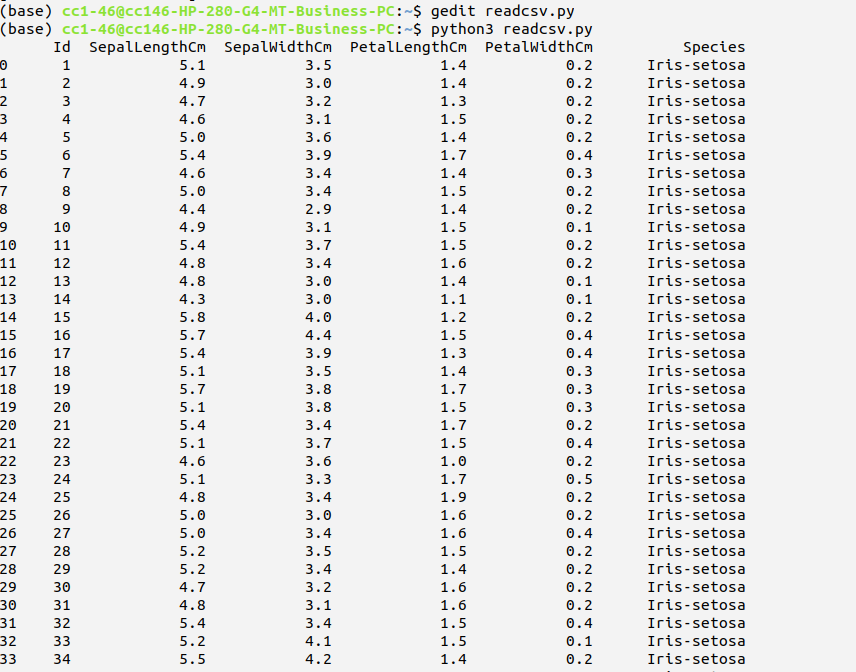 (base) cc1-46@cc146-HP-280-G4-MT-Business-PC:~$ gedit readcsv.py
(base) cc1-46@cc146-HP-280-G4-MT-Business-PC:~$ python3 readcsv.py
Id SepalLengthCm SepalWidthCm PetalLengthCm PetalWidthCm Species
0 1 5.1 3.5 1.4 0.2 Iris-setosa
1 2 4.9 3.0 1.4 0.2 Iris-setosa
2 3 4.7 3.2 1.3 0.2 Iris-setosa
3 4 4.6 3.1 1.5 0.2 Iris-setosa
4 5 5.0 3.6 1.4 0.2 Iris-setosa
5 6 5.4 3.9 1.7 0.4 Iris-setosa
6 7 4.6 3.4 1.4 0.3 Iris-setosa
7 8 5.0 3.4 1.5 0.2 Iris-setosa
8 9 4.4 2.9 1.4 0.2 Iris-setosa
9 10 4.9 3.1 1.5 0.1 Iris-setosa
10 11 5.4 3.7 1.5 0.2 Iris-setosa
11 12 4.8 3.4 1.6 0.2 Iris-setosa
12 13 4.8 3.0 1.4 0.1 Iris-setosa
13 14 4.3 3.0 1.1 0.1 Iris-setosa
14 15 5.8 4.0 1.2 0.2 Iris-setosa
15 16 5.7 4.4 1.5 0.4 Iris-setosa
16 17 5.4 3.9 1.3 0.4 Iris-setosa
17 18 5.1 3.5 1.4 0.3 Iris-setosa
18 19 5.7 3.8 1.7 0.3 Iris-setosa
19 20 5.1 3.8 1.5 0.3 Iris-setosa
20 21 5.4 3.4 1.7 0.2 Iris-setosa
21 22 5.1 3.7 1.5 0.4 Iris-setosa
22 23 4.6 3.6 1.0 0.2 Iris-setosa
23 24 5.1 3.3 1.7 0.5 Iris-setosa
24 25 4.8 3.4 1.9 0.2 Iris-setosa
25 26 5.0 3.0 1.6 0.2 Iris-setosa
26 27 5.0 3.4 1.6 0.4 Iris-setosa
27 28 5.2 3.5 1.5 0.2 Iris-setosa
28 29 5.2 3.4 1.4 0.2 Iris-setosa
29 30 4.7 3.2 1.6 0.2 Iris-setosa
30 31 4.8 3.1 1.6 0.2 Iris-setosa
31 32 5.4 3.4 1.5 0.4 Iris-setosa
32 33 5.2 4.1 1.5 0.1 Iris-setosa
33 34 5.5 4.2 1.4 0.2 Iris-setosa